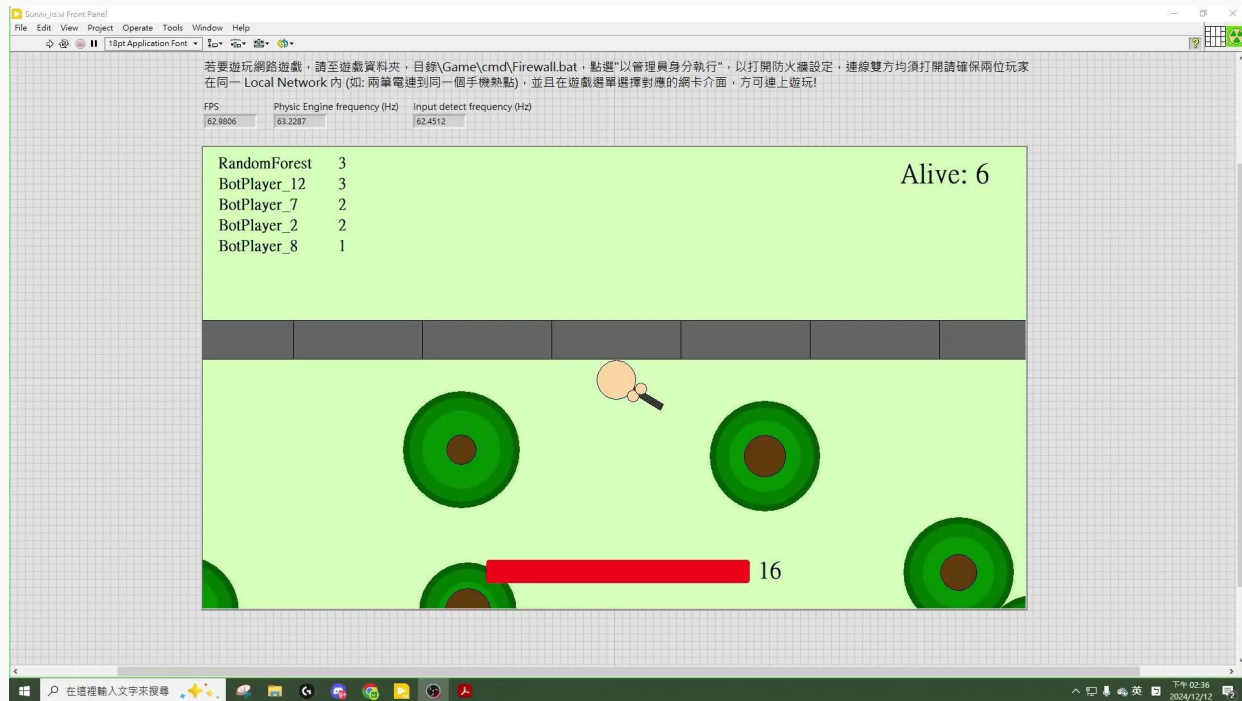 Surviv_io.vi Front Panel
File Edit View Project Operate Tools Window Help
18pt Application Font
若要遊玩網路遊戲，請至遊戲資料夾，目錄\Game\cmd\Firewall.bat，點選"以管理員身分執行"，以打開防火牆設定，連線雙方均須打開請確保兩位玩家
在同一 Local Network 內 (如: 兩筆電連到同一個手機熱點)，並且在遊戲選單選擇對應的網卡介面，方可連上遊玩!
FPS Physic Engine frequency (Hz) Input detect frequency (Hz)
62.9806 63.2287 62.4512
RandomForest 3
BotPlayer_12 3
BotPlayer_7 2
BotPlayer_2 2
BotPlayer_8 1
Alive: 6
16
在這裡輸入文字來搜尋
英
下午 02:36
2024/12/12